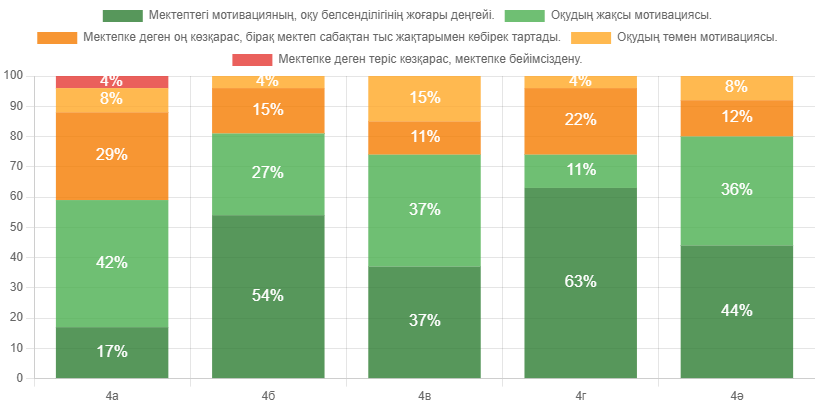 Мектептегі мотивацияның, оқу белсенділігінің жоғары деңгейі. Оқудың жақсы мотивациясы.
Мектепке деген оң көзқарас, бірақ мектеп сабақтан тыс жақтарымен көбірек тартады. Оқудың төмен мотивациясы.
Мектепке деген теріс көзқарас, мектепке бейімсіздену.
100
90
80
70
60
50
40
30
20
10
0
4% 8% 29% 42% 17%
4% 15% 27% 54%
15% 11% 37% 37%
4% 22% 11% 63%
8% 12% 36% 44%
4а 4б 4в 4г 4ә